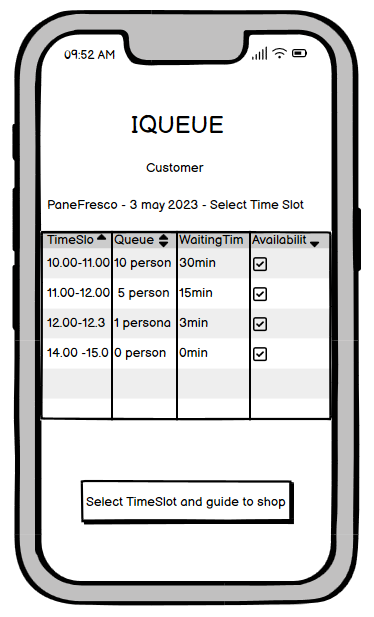 09:52 AM
IQUEUE
Customer
PaneFresco - 3 may 2023 - Select Time Slot
TimeSlo Queue WaitingTim Availabilit
10.00-11.00 10 person 30min
11.00-12.00 5 person 15min
12.00-12.3 1 persona 3min
14.00 -15.0 0 person 0min
Select TimeSlot and guide to shop